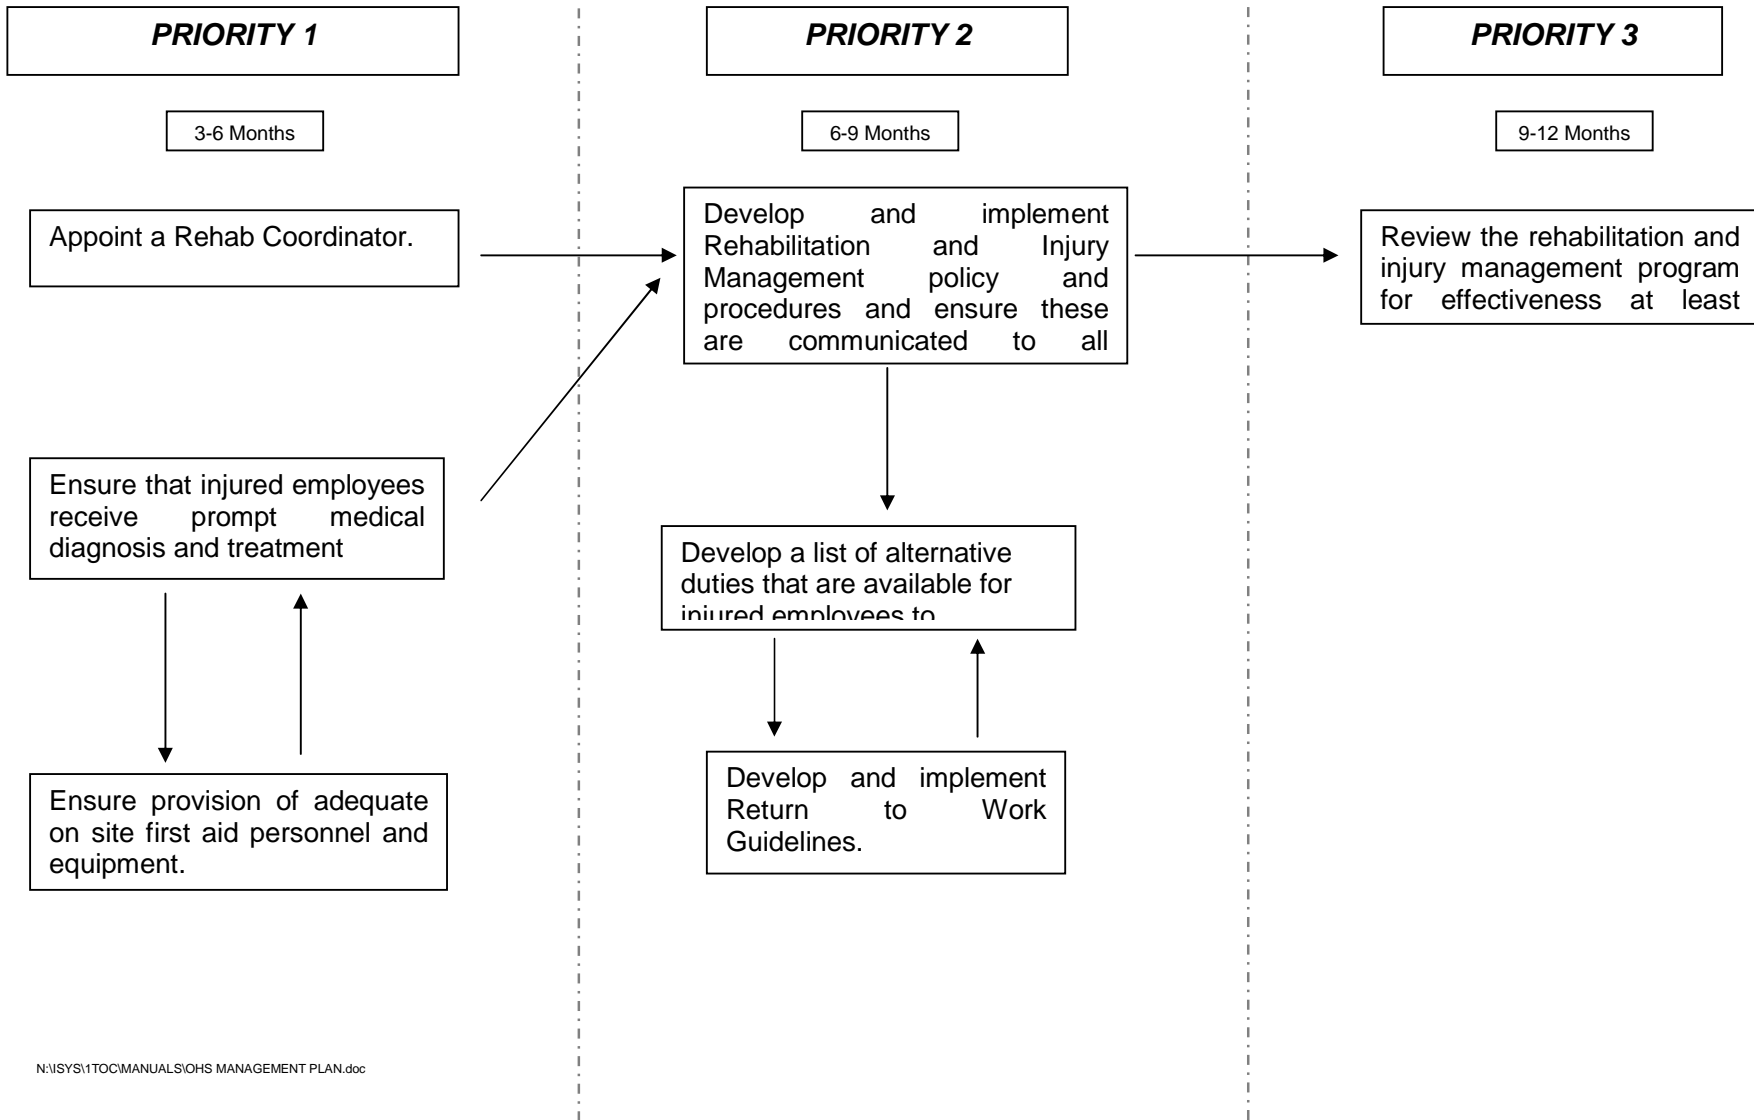 PRIORITY 1
PRIORITY 2
PRIORITY 3
3-6 Months
6-9 Months
9-12 Months
Appoint a Rehab Coordinator.
Develop and implement
Rehabilitation and Injury
Management policy and
procedures and ensure these
are communicated to all
Review the rehabilitation and
injury management program
for effectiveness at least
Ensure that injured employees
receive prompt medical
diagnosis and treatment
Develop a list of alternative
duties that are available for
injured employees to
Ensure provision of adequate
on site first aid personnel and
equipment.
Develop and implement
Return to Work
Guidelines.
N:\ISYS\1TOC\MANUALS\OHS MANAGEMENT PLAN.doc